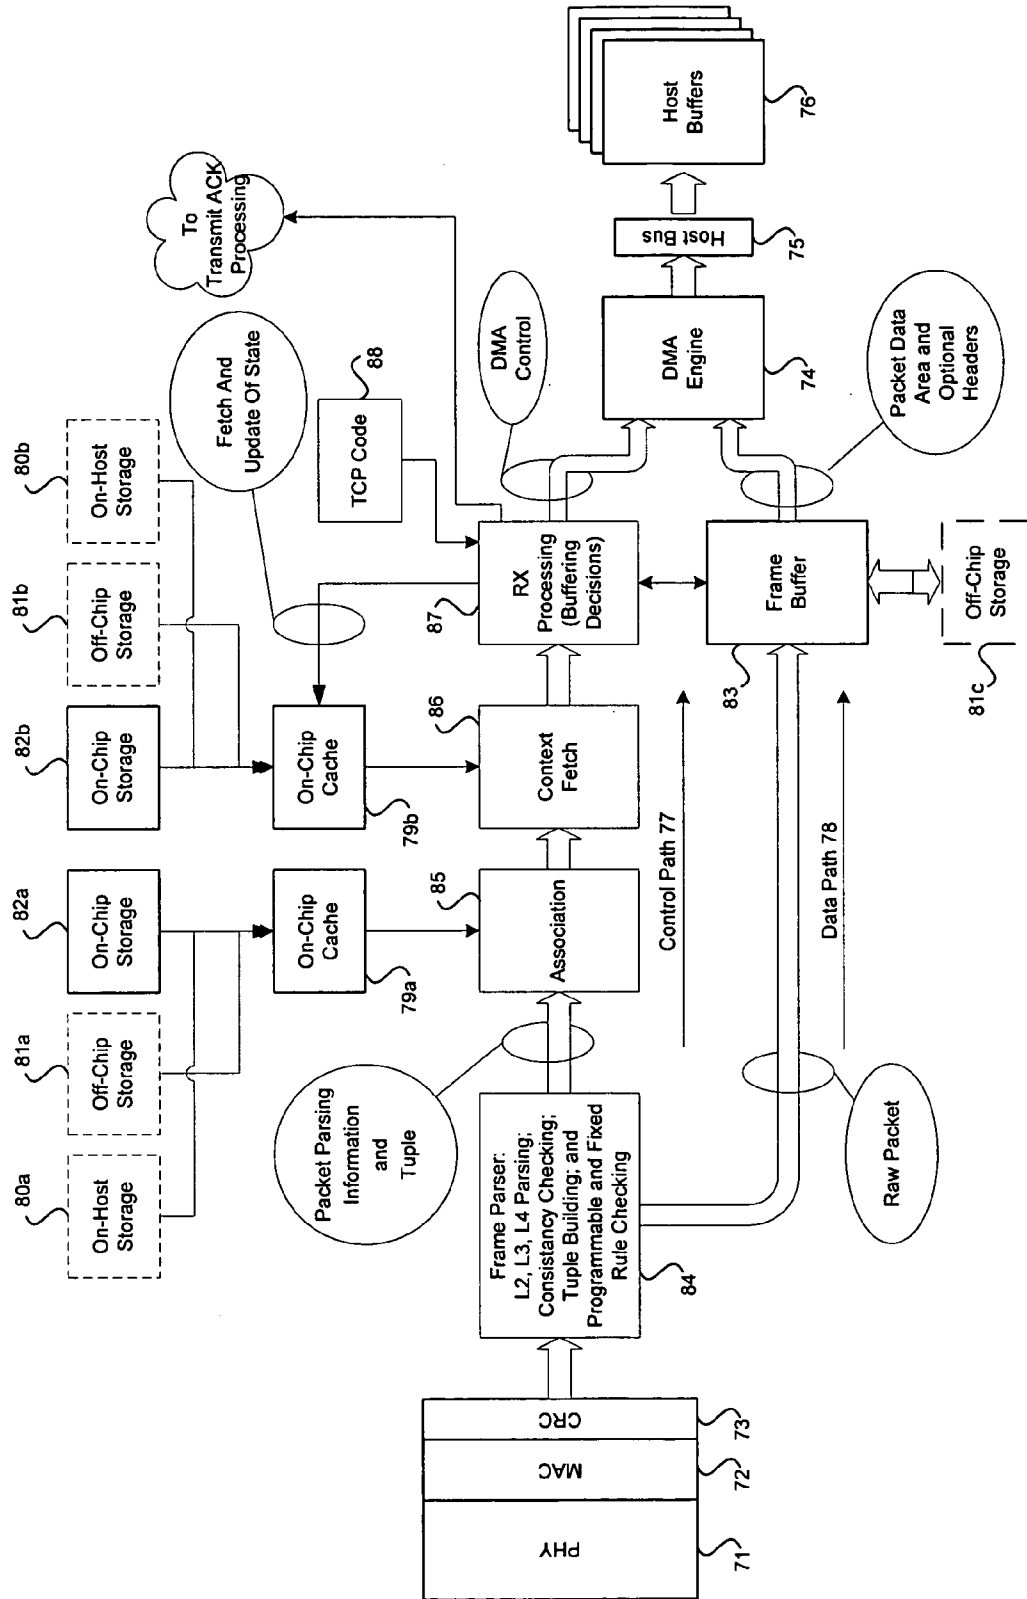 80a
On-Host
Storage
81a
Off-Chip
Storage
82a
On-Chip
Storage
82b
On-Chip
Storage
81b
Off-Chip
Storage
80b
On-Host
Storage
On-Chip
Cache
79a
On-Chip
Cache
79b
Fetch And
Update Of State
To
Transmit ACK
Processing
TCP Code
88
Packet Parsing
Information
and
Tuple
PHY
71
MAC
72
CRC
73
Frame Parser:
L2, L3, L4 Parsing;
Consistancy Checking;
Tuple Building; and
Programmable and Fixed
Rule Checking
84
Association
85
Context
Fetch
86
RX
Processing
(Buffering
Decisions)
87
DMA
Control
Control Path 77
Data Path 78
Raw Packet
Frame
Buffer
83
Off-Chip
Storage
81c
DMA
Engine
74
Host Bus
75
Host
Buffers
76
Packet Data
Area and
Optional
Headers